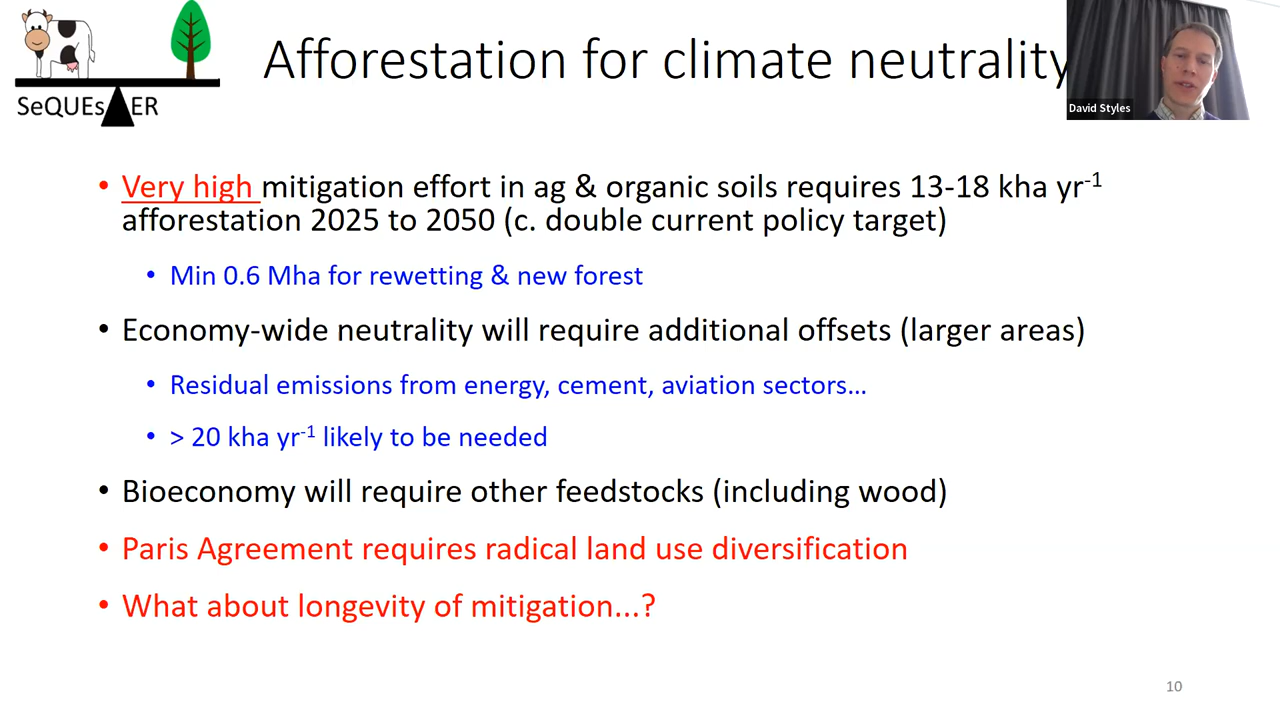 SeQUEsTER
Afforestation for climate neutrality
David Styles
• Very high mitigation effort in ag & organic soils requires 13-18 kha yr-1
afforestation 2025 to 2050 (c. double current policy target)
• Min 0.6 Mha for rewetting & new forest
• Economy-wide neutrality will require additional offsets (larger areas)
• Residual emissions from energy, cement, aviation sectors…
• > 20 kha yr-1 likely to be needed
• Bioeconomy will require other feedstocks (including wood)
• Paris Agreement requires radical land use diversification
• What about longevity of mitigation...?
10